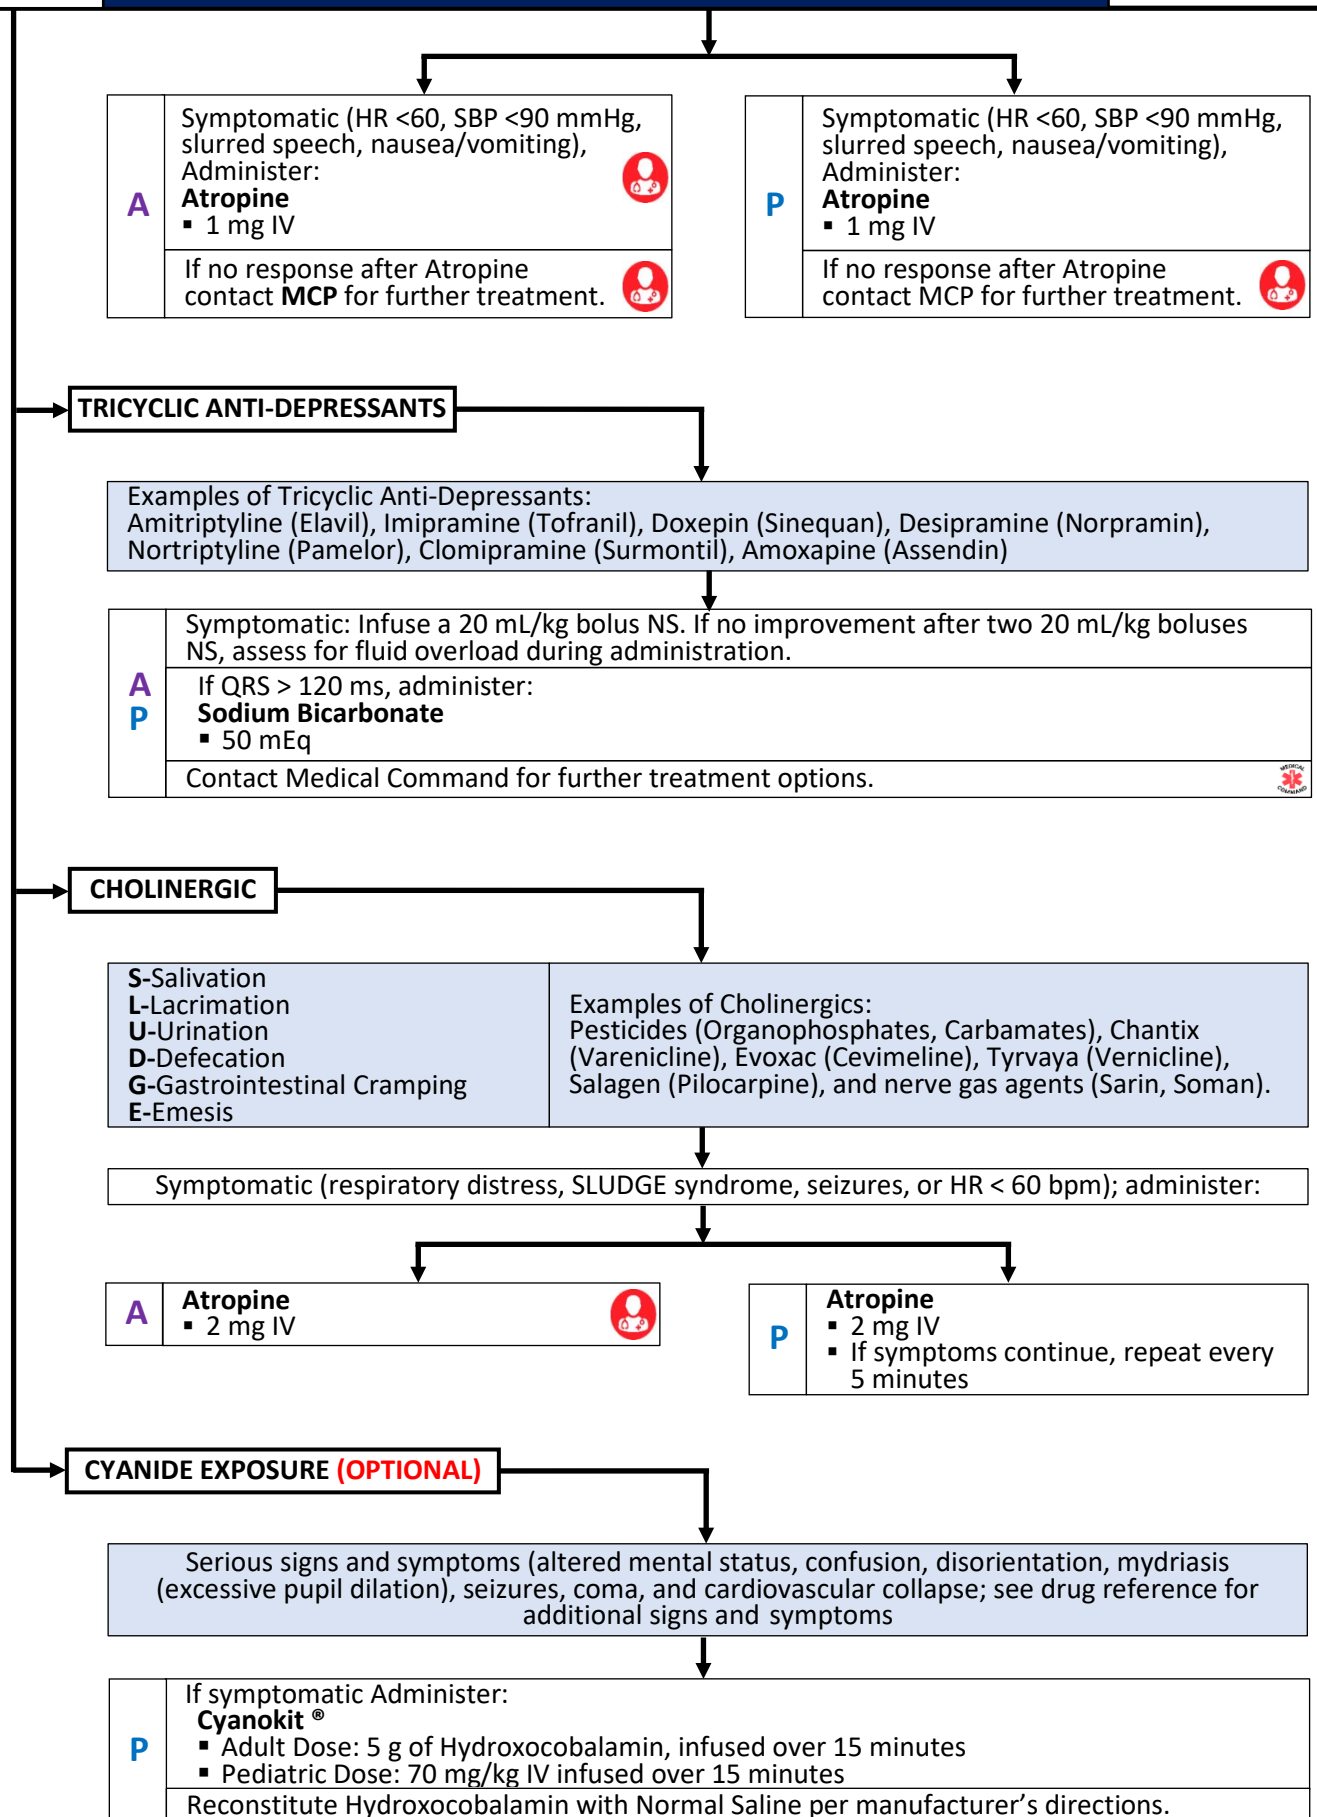 A
Symptomatic (HR <60, SBP <90 mmHg,
slurred speech, nausea/vomiting),
Administer:
Atropine
▪ 1 mg IV
If no response after Atropine
contact MCP for further treatment.
P
Symptomatic (HR <60, SBP <90 mmHg,
slurred speech, nausea/vomiting),
Administer:
Atropine
▪ 1 mg IV
If no response after Atropine
contact MCP for further treatment.
TRICYCLIC ANTI-DEPRESSANTS
Examples of Tricyclic Anti-Depressants:
Amitriptyline (Elavil), Imipramine (Tofranil), Doxepin (Sinequan), Desipramine (Norpramin),
Nortriptyline (Pamelor), Clomipramine (Surmontil), Amoxapine (Assendin)
A
P
Symptomatic: Infuse a 20 mL/kg bolus NS. If no improvement after two 20 mL/kg boluses
NS, assess for fluid overload during administration.
If QRS > 120 ms, administer:
Sodium Bicarbonate
▪ 50 mEq
Contact Medical Command for further treatment options.
MEDICAL
COMMAND
CHOLINERGIC
S-Salivation
L-Lacrimation
U-Urination
D-Defecation
G-Gastrointestinal Cramping
E-Emesis
Examples of Cholinergics:
Pesticides (Organophosphates, Carbamates), Chantix
(Varenicline), Evoxac (Cevimeline), Tyrvaya (Vernicline),
Salagen (Pilocarpine), and nerve gas agents (Sarin, Soman).
Symptomatic (respiratory distress, SLUDGE syndrome, seizures, or HR < 60 bpm); administer:
A
Atropine
▪ 2 mg IV
P
Atropine
▪ 2 mg IV
▪ If symptoms continue, repeat every
5 minutes
CYANIDE EXPOSURE (OPTIONAL)
Serious signs and symptoms (altered mental status, confusion, disorientation, mydriasis
(excessive pupil dilation), seizures, coma, and cardiovascular collapse; see drug reference for
additional signs and symptoms
P
If symptomatic Administer:
Cyanokit ®
▪ Adult Dose: 5 g of Hydroxocobalamin, infused over 15 minutes
▪ Pediatric Dose: 70 mg/kg IV infused over 15 minutes
Reconstitute Hydroxocobalamin with Normal Saline per manufacturer's directions.